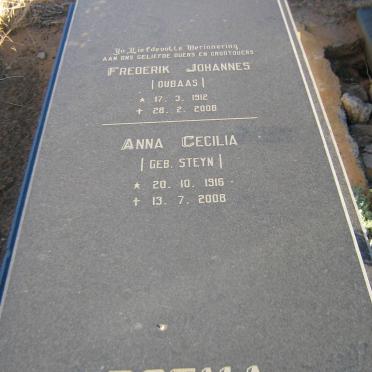 In Liefdevolle Herinnering
AAN ONS GELIEFDE OUERS EN GROOTOUERS
FREDERIK JOHANNES
(OUBAAS)
* 17. 3. 1912
✝ 28. 2. 2008
ANNA CECILIA
(GEB. STEYN)
* 20. 10. 1916
✝ 13. 7. 2008